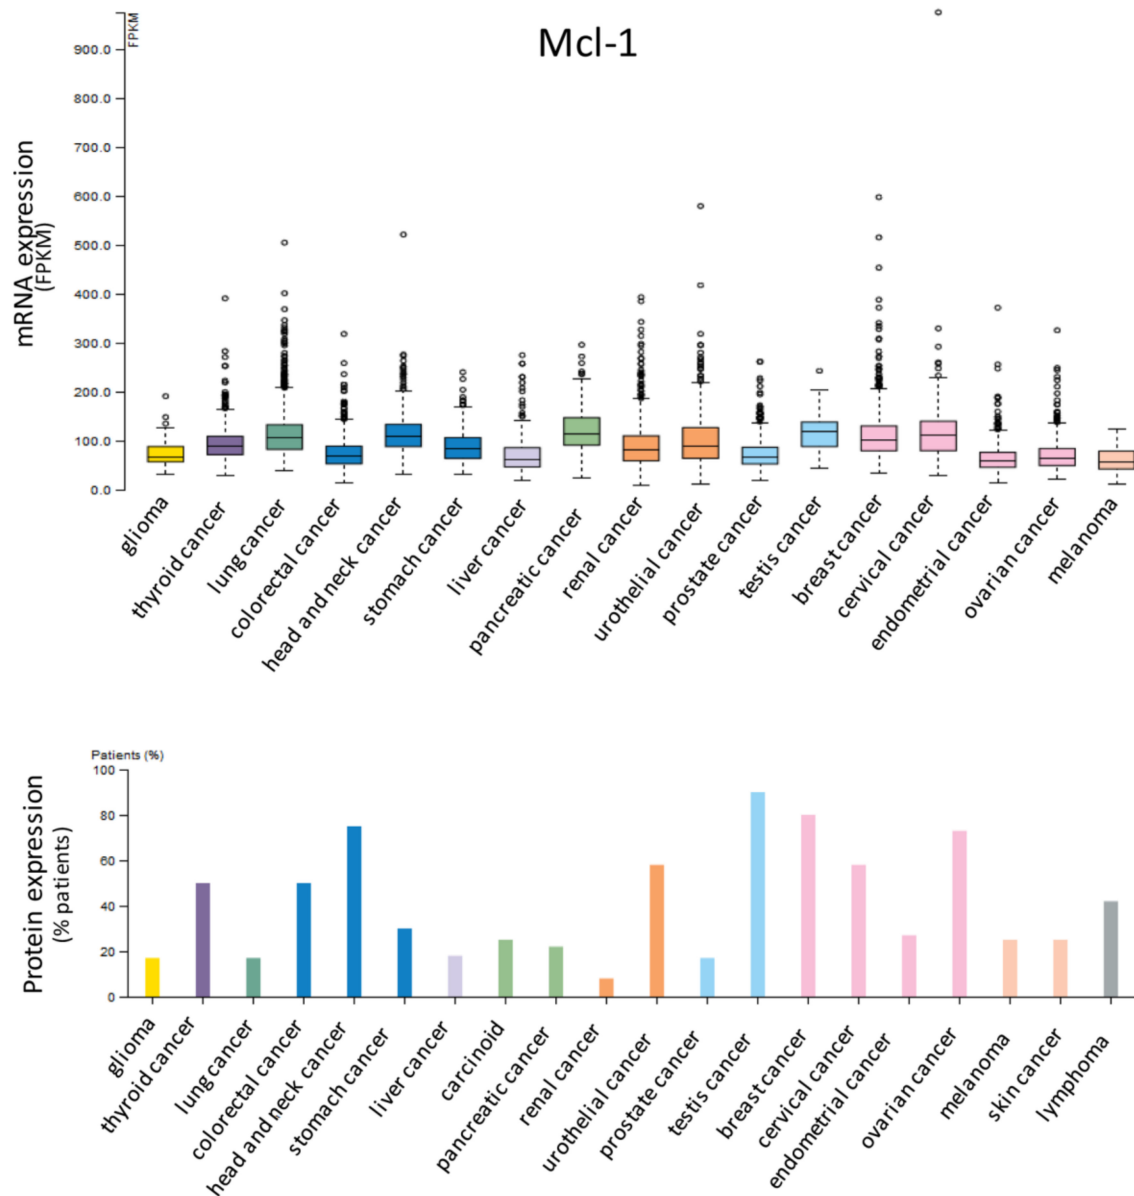 Mcl-1
mRNA expression
(FPKM)
FPKM
900.0
800.0
700.0
600.0
500.0
400.0
300.0
200.0
100.0
0.0
glioma
thyroid cancer
lung cancer
colorectal cancer
head and neck cancer
stomach cancer
liver cancer
pancreatic cancer
renal cancer
urothelial cancer
prostate cancer
testis cancer
breast cancer
cervical cancer
endometrial cancer
ovarian cancer
melanoma
Protein expression
(% patients)
Patients (%)
100
80
60
40
20
0
glioma
thyroid cancer
lung cancer
colorectal cancer
head and neck cancer
stomach cancer
liver cancer
carcinoid
pancreatic cancer
renal cancer
urothelial cancer
prostate cancer
testis cancer
breast cancer
cervical cancer
endometrial cancer
ovarian cancer
melanoma
skin cancer
lymphoma